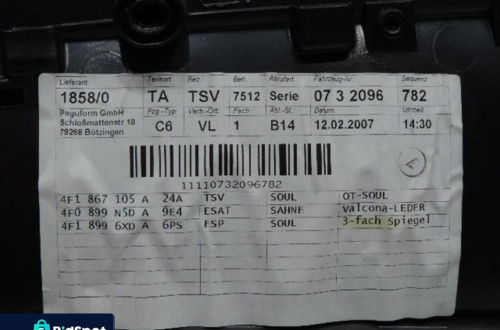 Lieferant Teileart Bez. Beh. Abrufart Fahrzeug-Nr. Sequenz
1858/0 TA TSV 7512 Serie 07 3 2096 782
Peguform GmbH Fzg.-Typ Verb.-Ort: Fach Abl.-St. Datum Uhrzeit
Schloßmattenstr.18
79268 Bötzingen C6 VL 1 B14 12.02.2007 14:30
11110732096782
4F1 867 105 A 24A TSV SOUL OT-SOUL
4F0 899 N5D A 9E4 ESAT SAHNE Valcona-LEDER
4F1 899 6XD A 6PS FSP SOUL 3-fach Spiegel
BidSpot